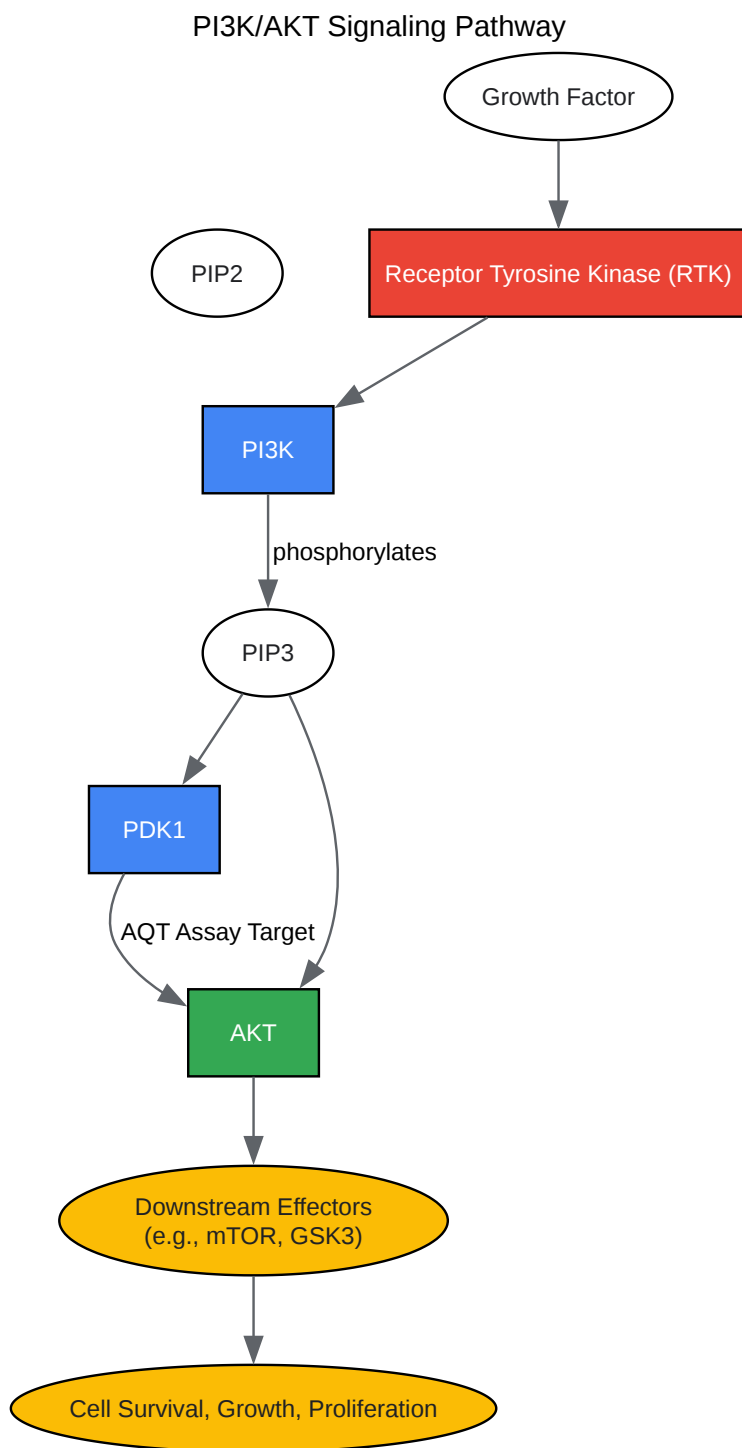 PI3K/AKT Signaling Pathway
Growth Factor
PIP2
Receptor Tyrosine Kinase (RTK)
PI3K
phosphorylates
PIP3
PDK1
AQT Assay Target
AKT
Downstream Effectors
(e.g., mTOR, GSK3)
Cell Survival, Growth, Proliferation